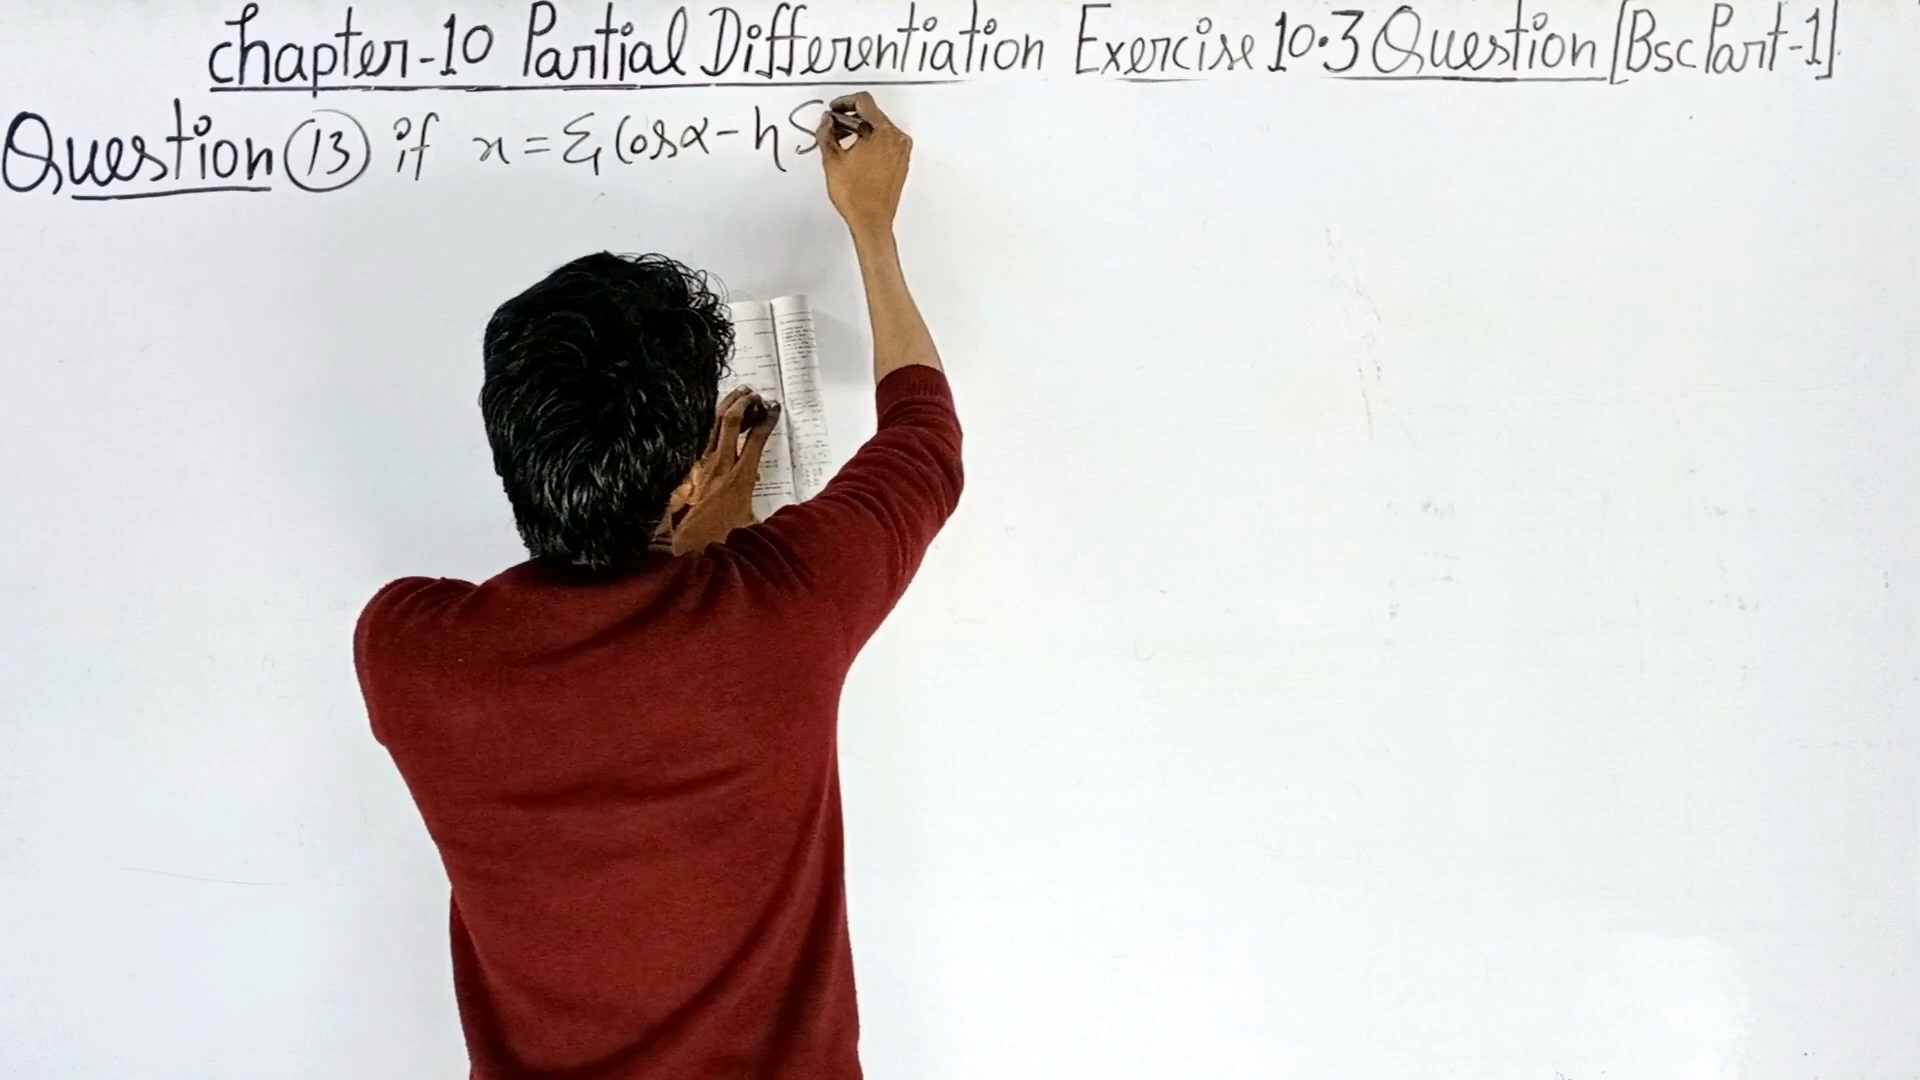 Chapter-10 Partial Differentiation Exercise 10.3 Question [Bsc Part-1]
Question 13 if x = ξ Cosα - η S